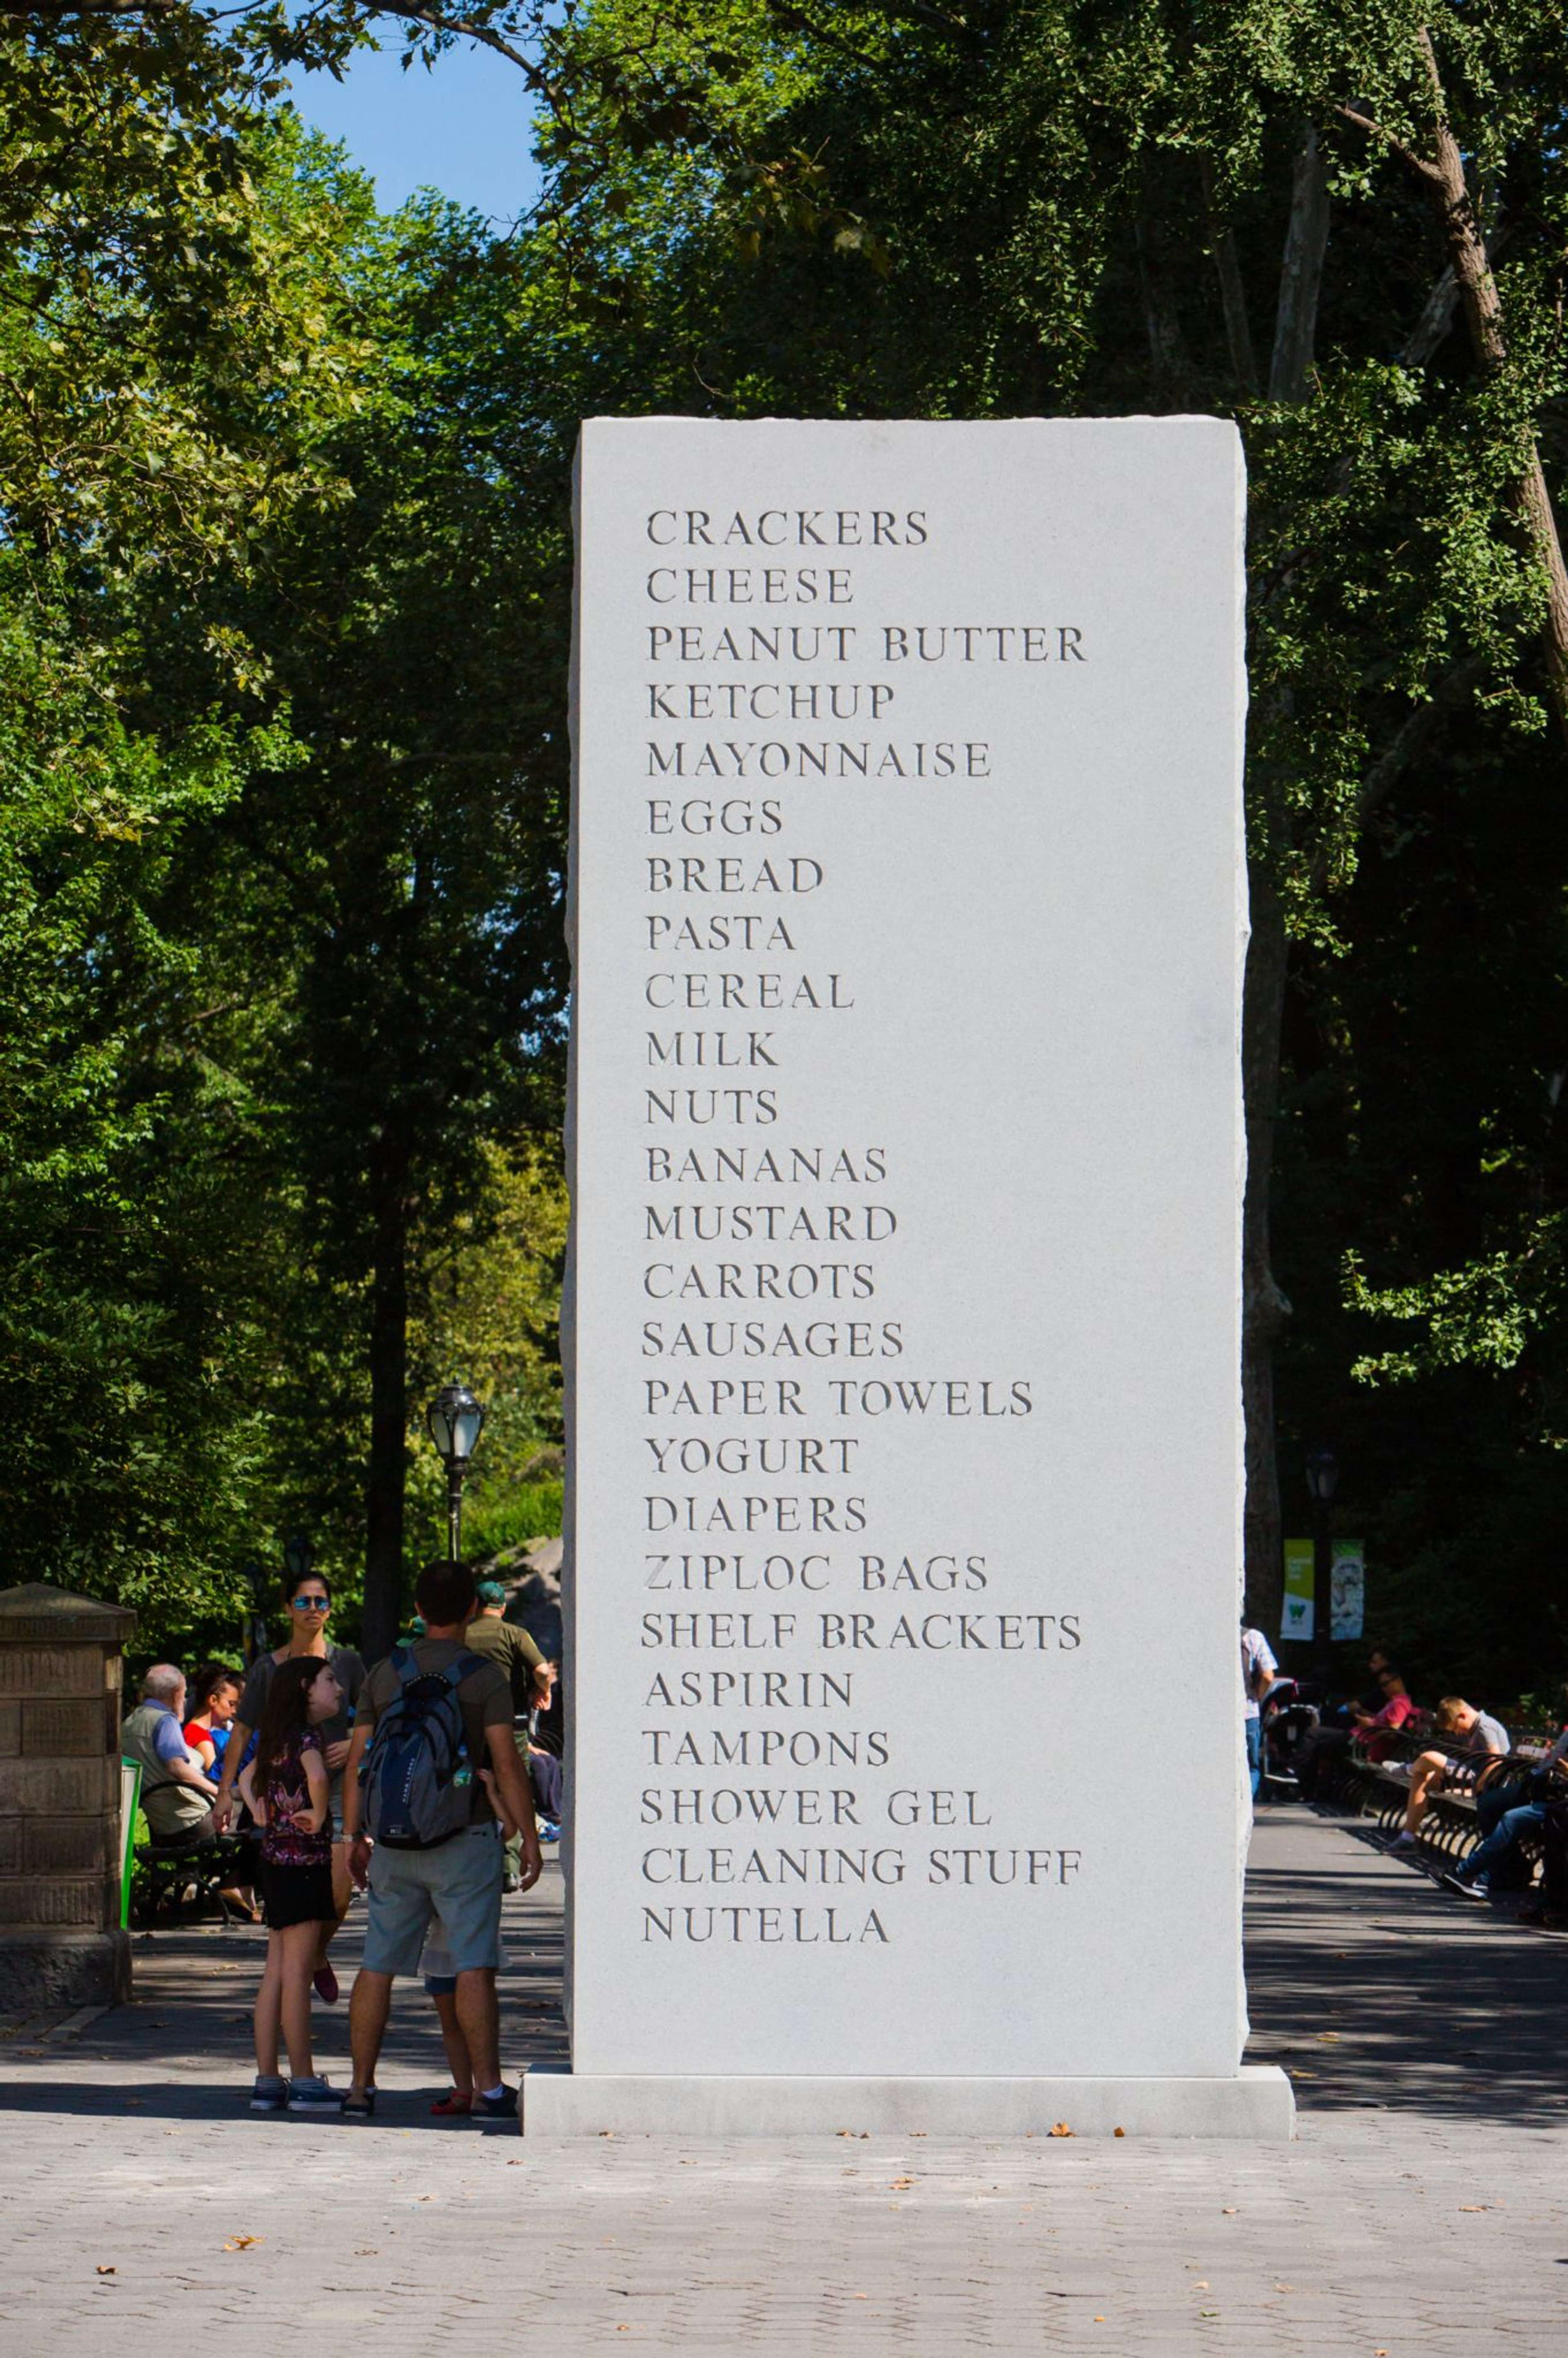 CRACKERS
CHEESE
PEANUT BUTTER
KETCHUP
MAYONNAISE
EGGS
BREAD
PASTA
CEREAL
MILK
NUTS
BANANAS
MUSTARD
CARROTS
SAUSAGES
PAPER TOWELS
YOGURT
DIAPERS
ZIPLOC BAGS
SHELF BRACKETS
ASPIRIN
TAMPONS
SHOWER GEL
CLEANING STUFF
NUTELLA